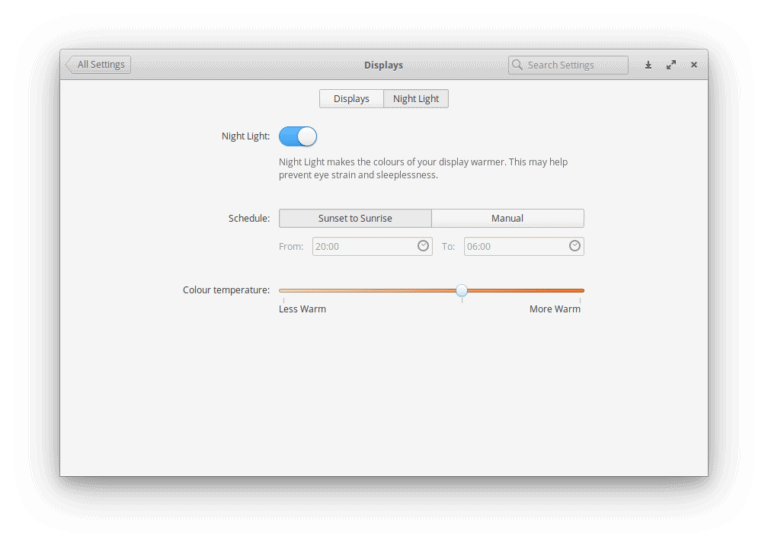 All Settings
Displays
Search Settings
Displays
Night Light
Night Light:
Night Light makes the colours of your display warmer. This may help
prevent eye strain and sleeplessness.
Schedule:
Sunset to Sunrise
Manual
From:
20:00
To:
06:00
Colour temperature:
Less Warm
More Warm